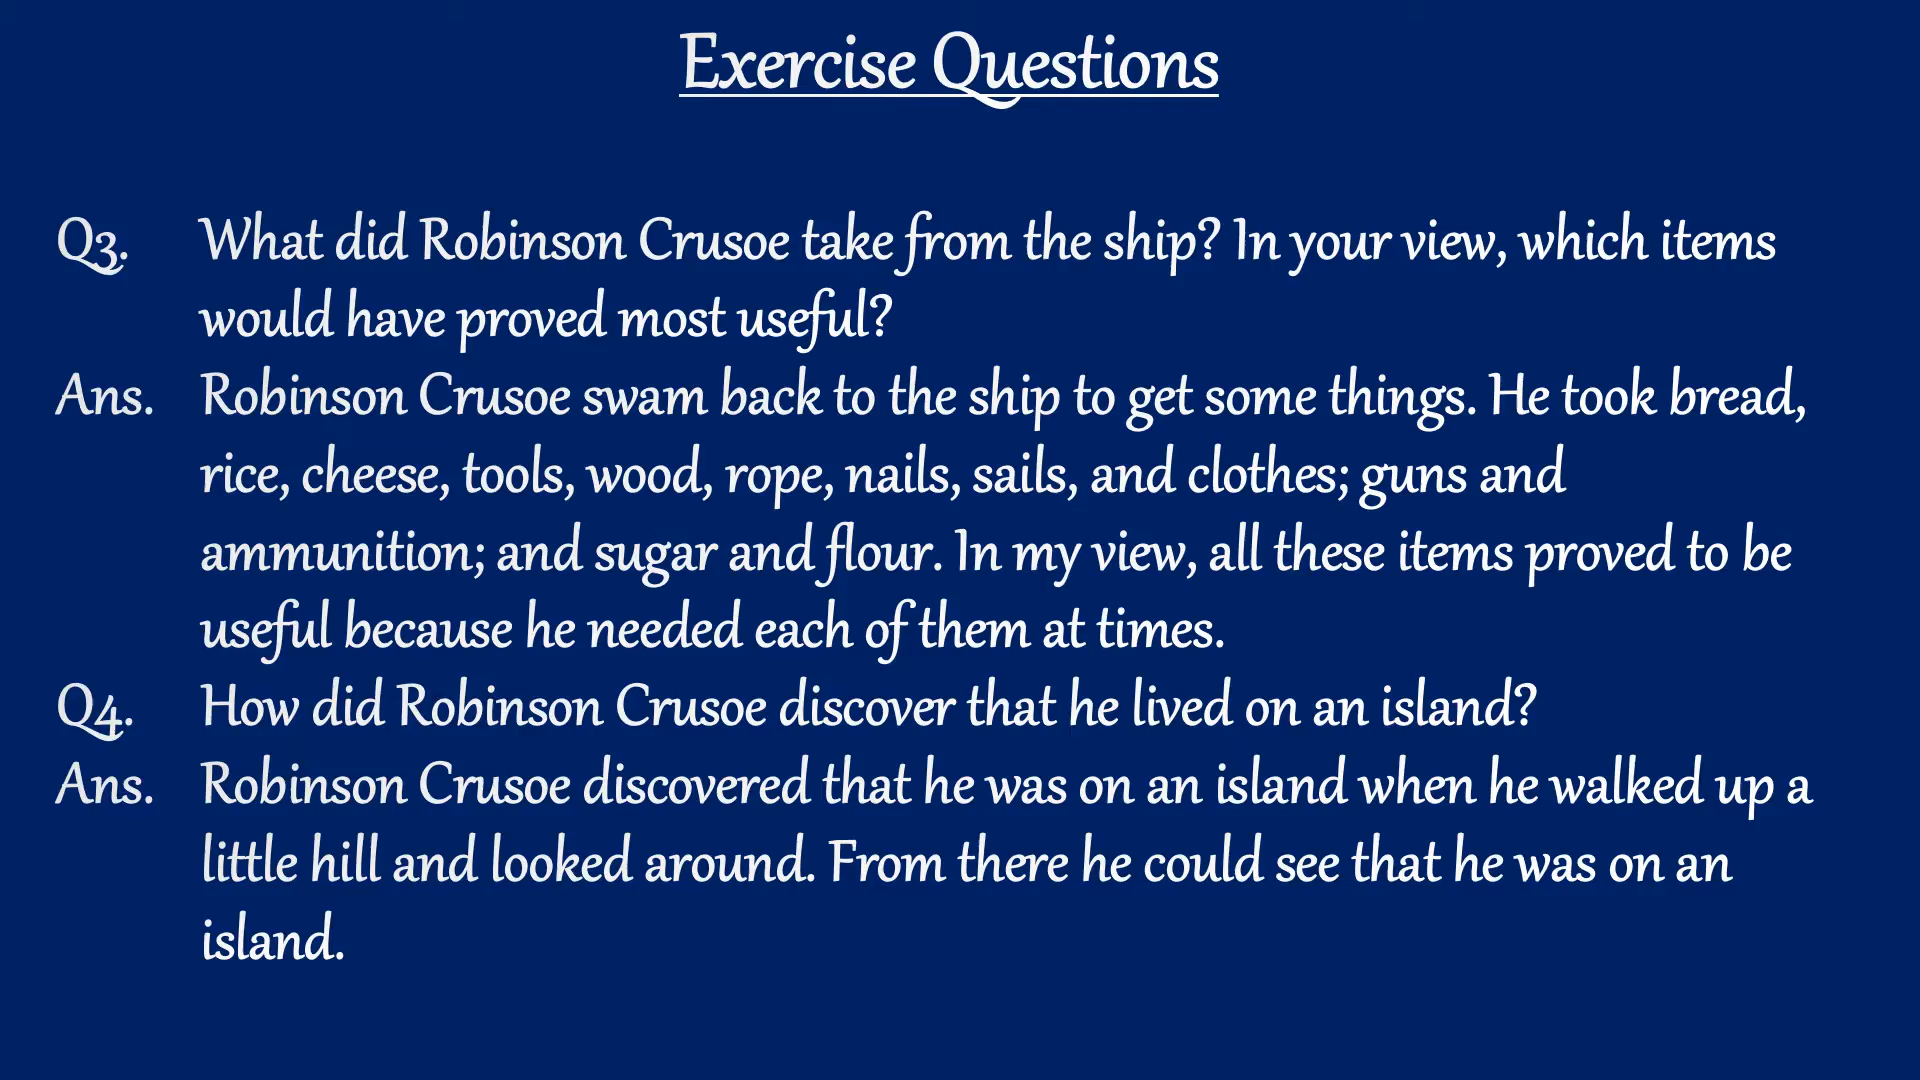 Exercise Questions
Q3. What did Robinson Crusoe take from the ship? In your view, which items
would have proved most useful?
Ans. Robinson Crusoe swam back to the ship to get some things. He took bread,
rice, cheese, tools, wood, rope, nails, sails, and clothes; guns and
ammunition; and sugar and flour. In my view, all these items proved to be
useful because he needed each of them at times.
Q4. How did Robinson Crusoe discover that he lived on an island?
Ans. Robinson Crusoe discovered that he was on an island when he walked up a
little hill and looked around. From there he could see that he was on an
island.